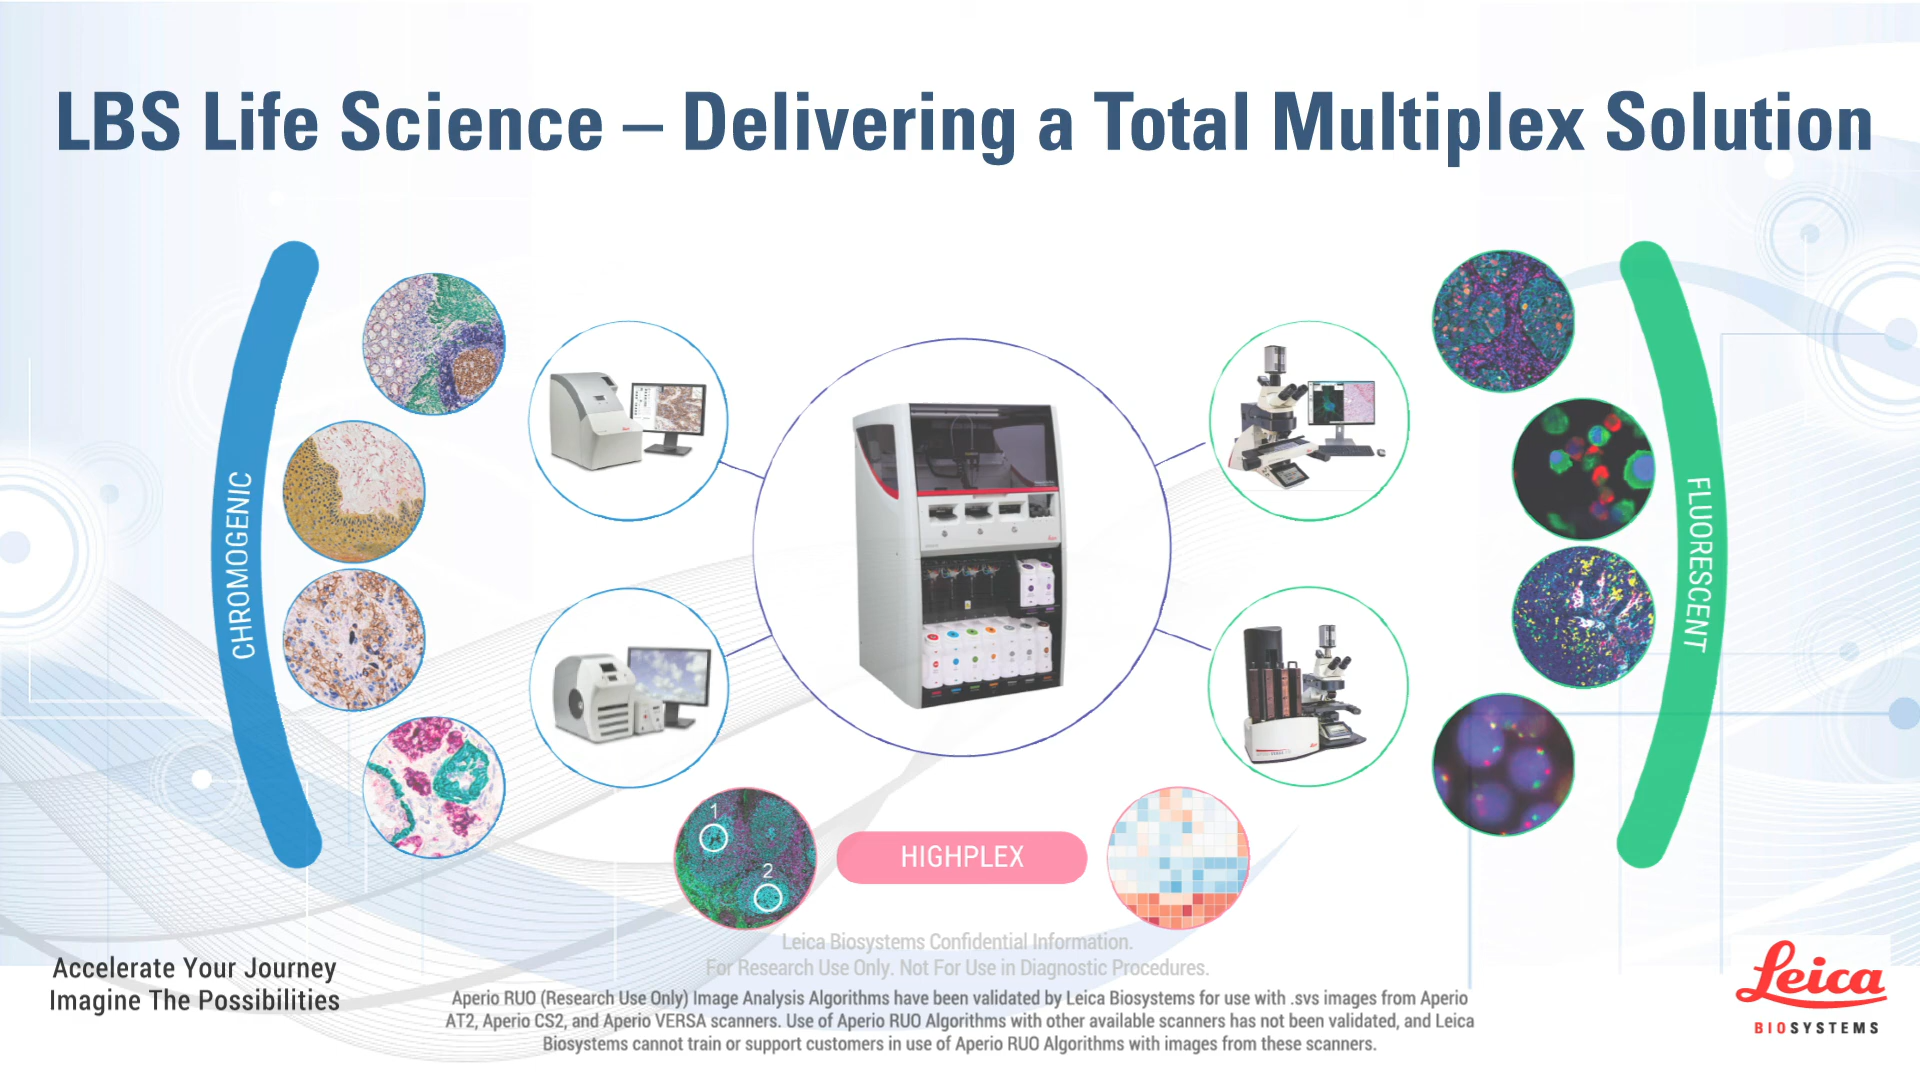 LBS Life Science – Delivering a Total Multiplex Solution
CHROMOGENIC
FLUORESCENT
1
2
HIGHPLEX
Leica Biosystems Confidential Information.
For Research Use Only. Not For Use in Diagnostic Procedures.
Accelerate Your Journey
Imagine The Possibilities
Aperio RUO (Research Use Only) Image Analysis Algorithms have been validated by Leica Biosystems for use with .svs images from Aperio
AT2, Aperio CS2, and Aperio VERSA scanners. Use of Aperio RUO Algorithms with other available scanners has not been validated, and Leica
Biosystems cannot train or support customers in use of Aperio RUO Algorithms with images from these scanners.
Leica
BIOSYSTEMS